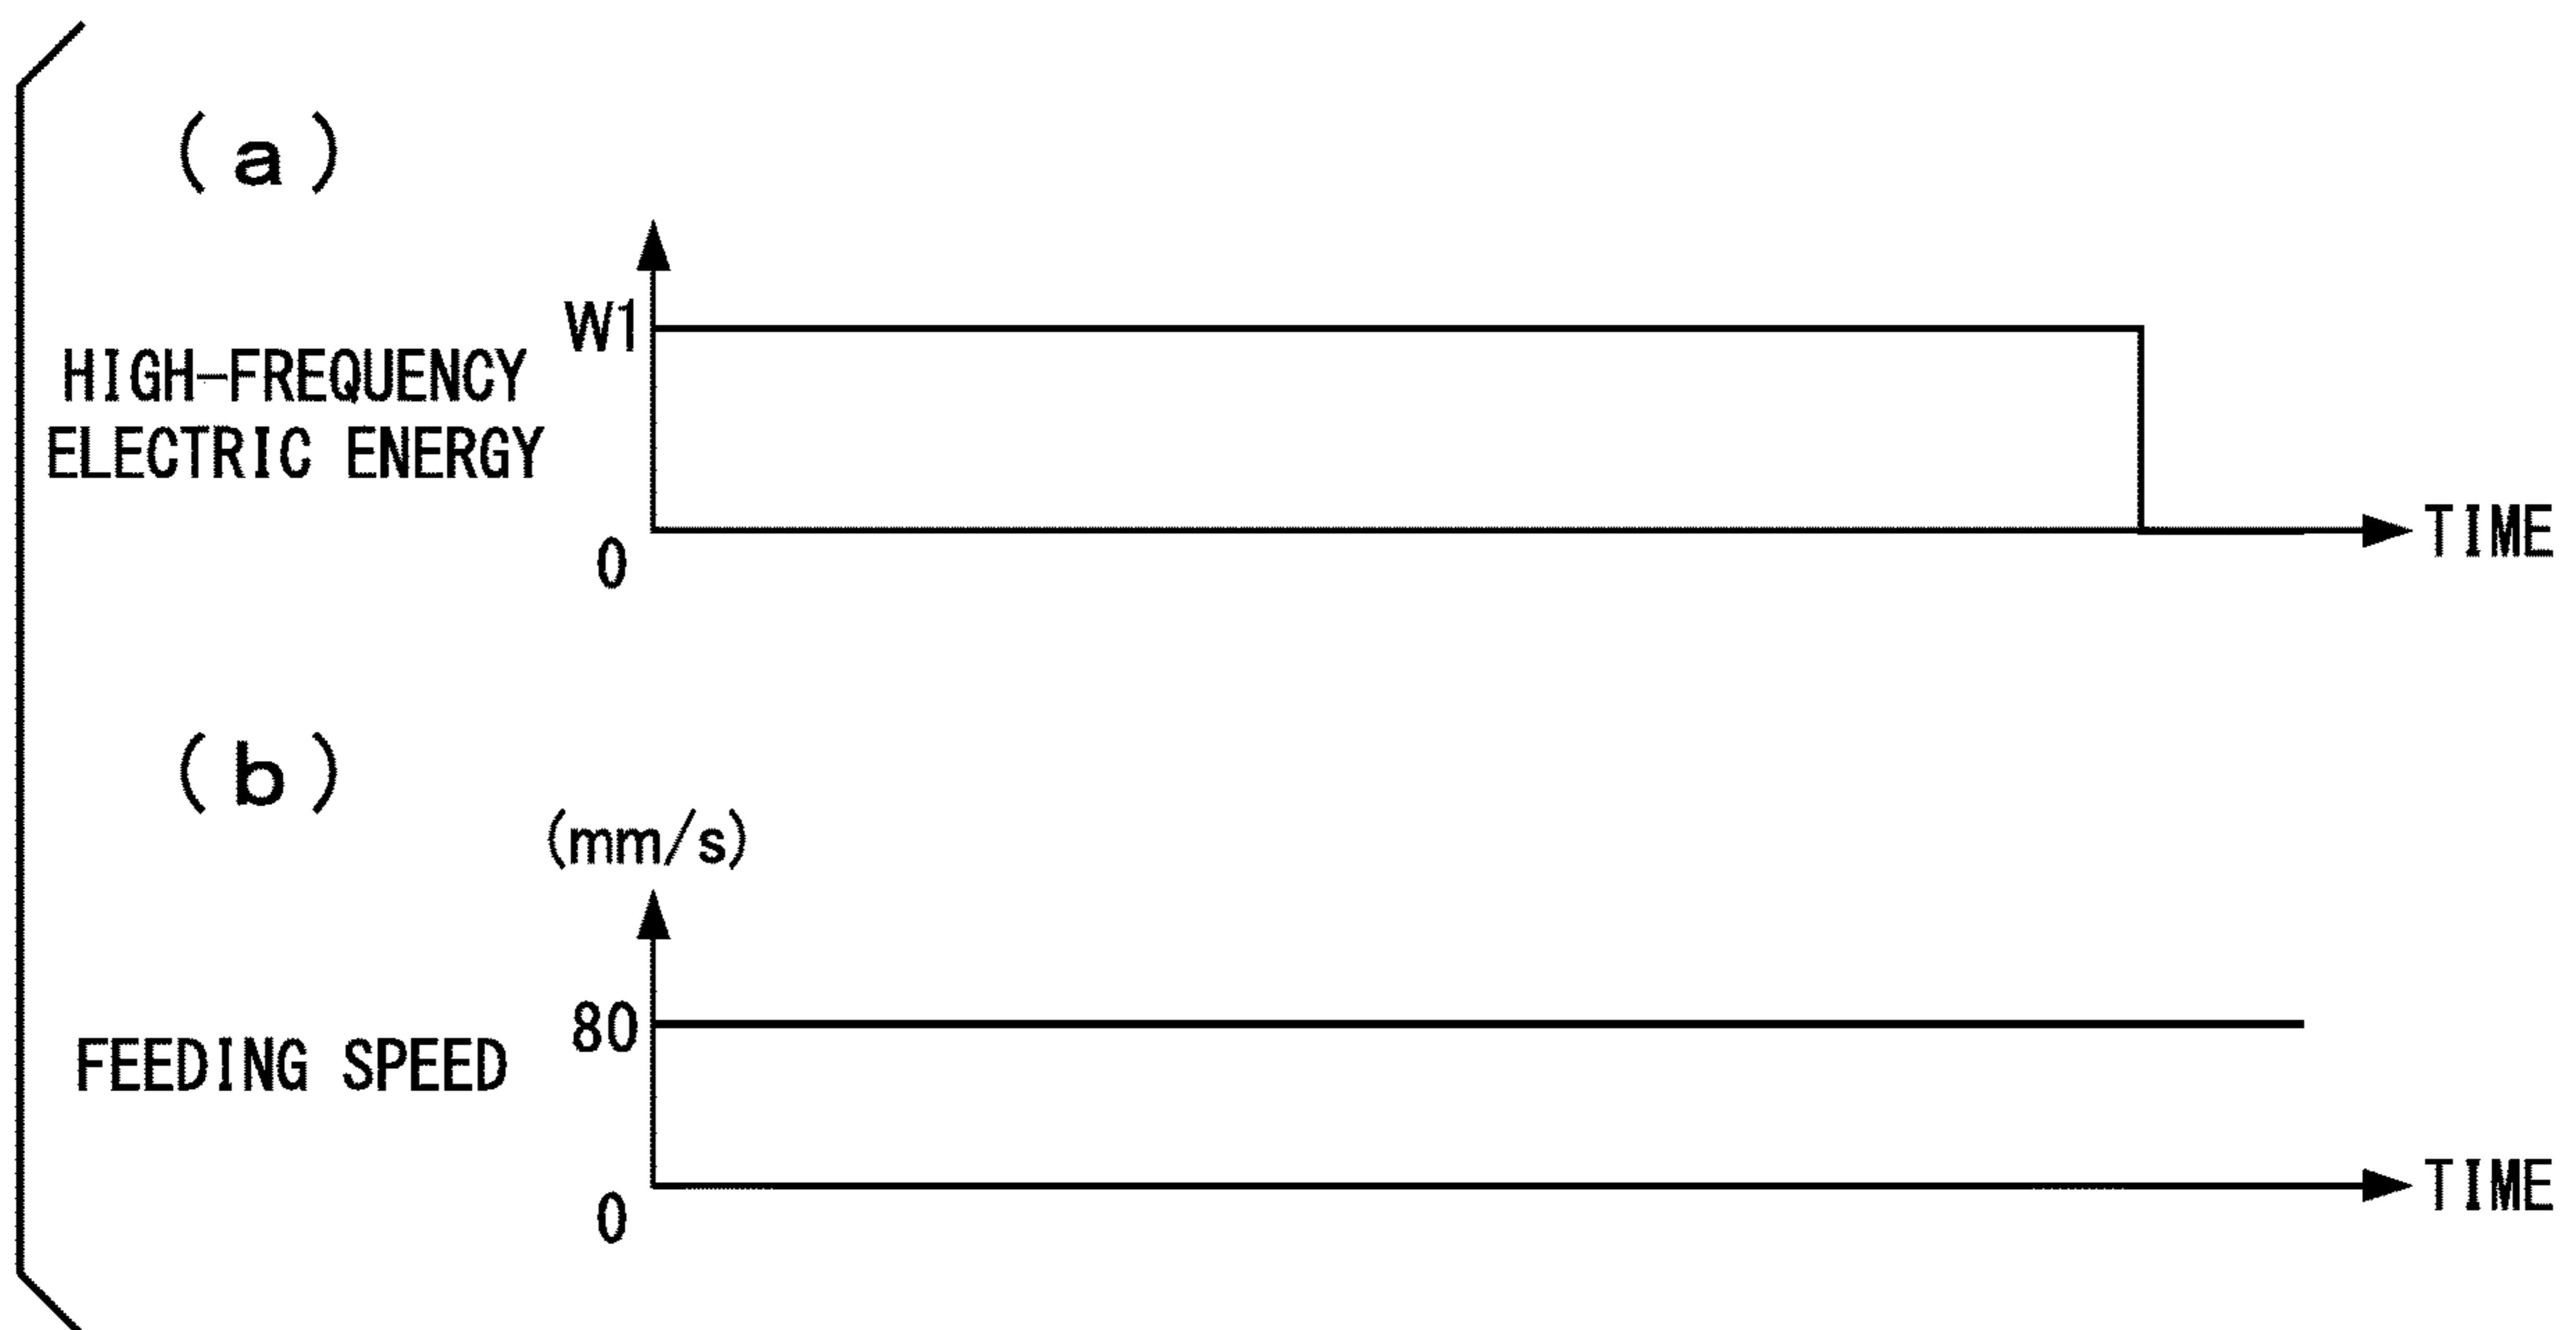 (a)
W1
HIGH-FREQUENCY
ELECTRIC ENERGY
TIME
0
(b)
(mm/s)
80
FEEDING SPEED
TIME
0